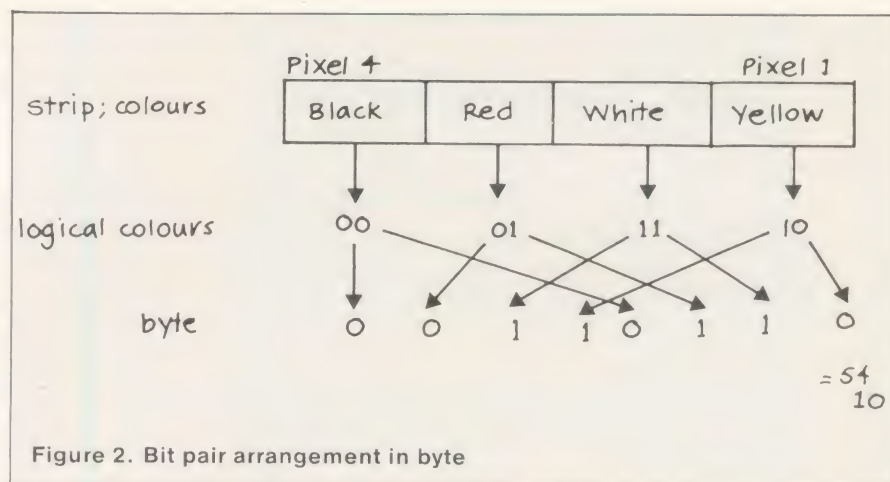 Pixel 4 Pixel 1
strip; colours Black Red White Yellow
logical colours 00 01 11 10
byte 0 0 1 1 0 1 1 0
= 54
10
Figure 2. Bit pair arrangement in byte